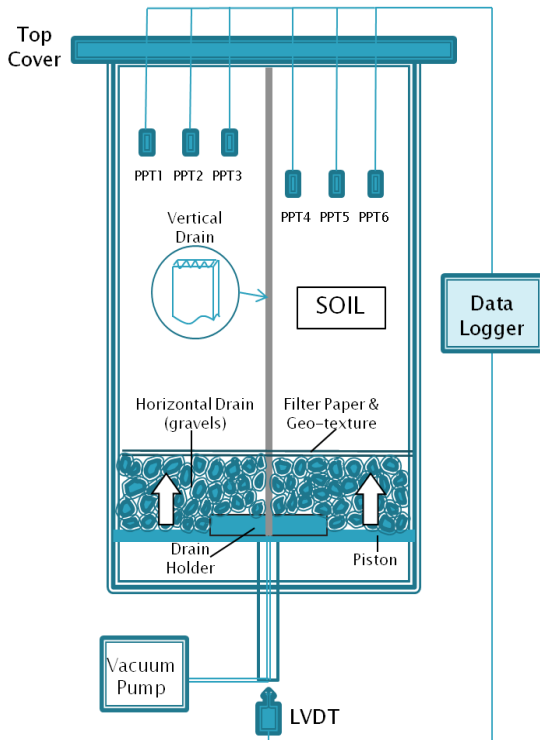 Top
Cover
PPT1
PPT2
PPT3
PPT4
PPT5
PPT6
Vertical
Drain
SOIL
Data
Logger
Horizontal Drain
(gravels)
Filter Paper &
Geo-texture
Drain
Holder
Piston
Vacuum
Pump
LVDT